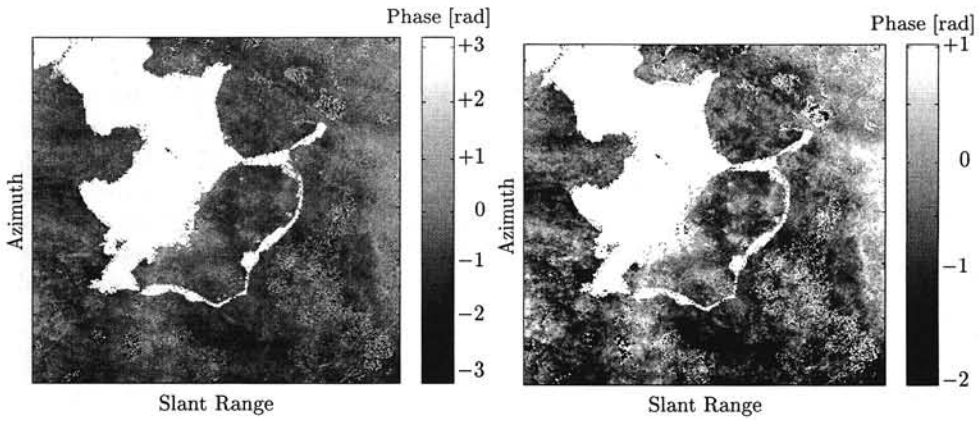 Phase [rad]
+3
+2
+1
0
−1
−2
−3
Azimuth
Slant Range
Phase [rad]
+1
0
−1
−2
Azimuth
Slant Range